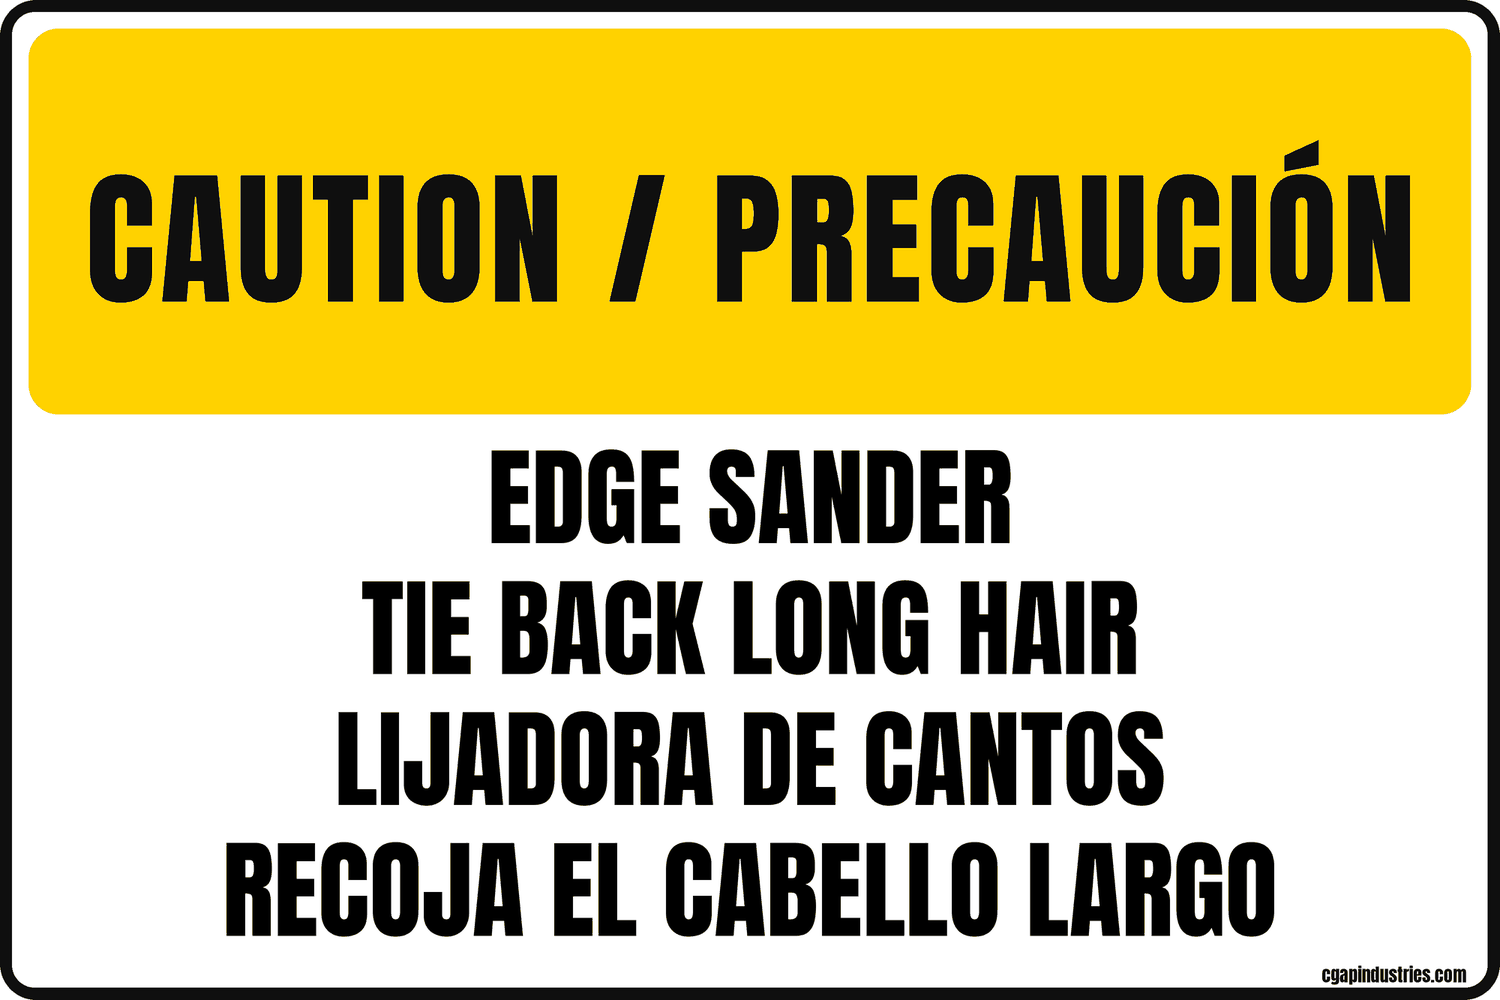 CAUTION / PRECAUCIÓN
EDGE SANDER
TIE BACK LONG HAIR
LIJADORA DE CANTOS
RECOJA EL CABELLO LARGO
cgapindustries.com